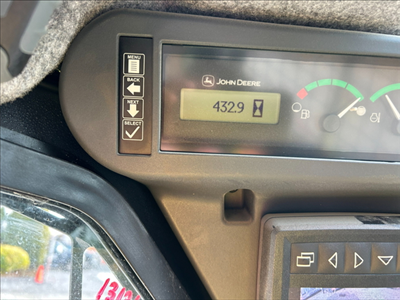 MENU
BACK
NEXT
SELECT
JOHN DEERE
432.9